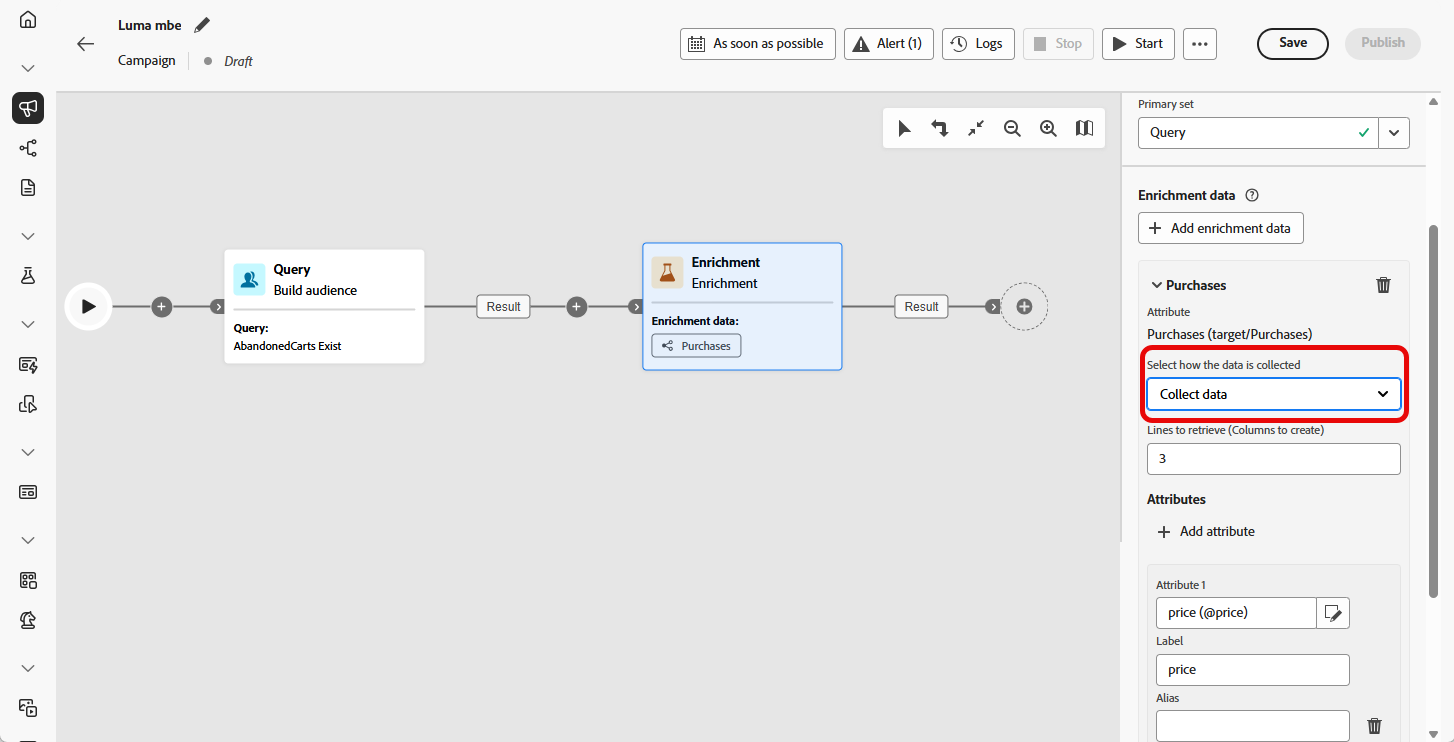 Luma mbe
Campaign
Draft
As soon as possible
Alert (1)
Logs
Stop
Start
Save
Publish
Query
Build audience
Query:
AbandonedCarts Exist
Result
Enrichment
Enrichment
Enrichment data:
Purchases
Result
Primary set
Query
Enrichment data
Add enrichment data
Purchases
Attribute
Purchases (target/Purchases)
Select how the data is collected
Collect data
Lines to retrieve (Columns to create)
3
Attributes
Add attribute
Attribute 1
price (@price)
Label
price
Alias